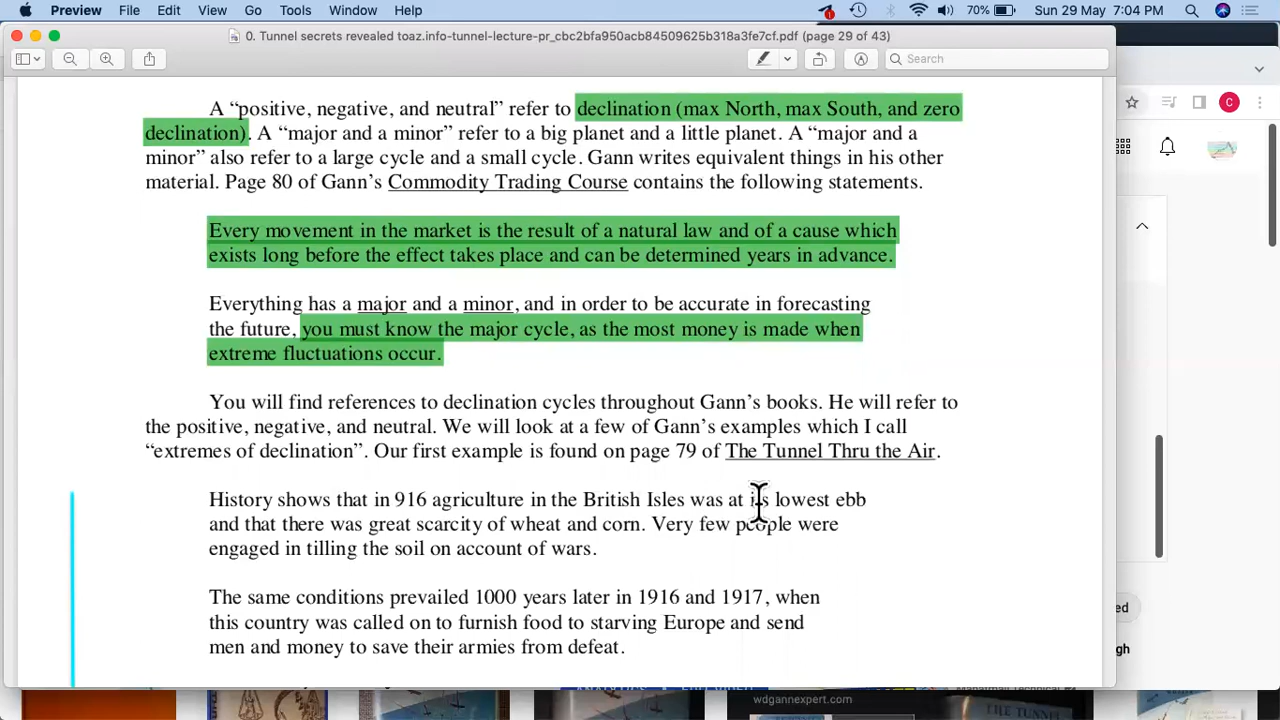 Preview File Edit View Go Tools Window Help 70% Sun 29 May 7:04 PM
0. Tunnel secrets revealed toaz.info-tunnel-lecture-pr_cbc2bfa950acb84509625b318a3fe7cf.pdf (page 29 of 43)
Search
A “positive, negative, and neutral” refer to declination (max North, max South, and zero
declination). A “major and a minor” refer to a big planet and a little planet. A “major and a
minor” also refer to a large cycle and a small cycle. Gann writes equivalent things in his other
material. Page 80 of Gann’s Commodity Trading Course contains the following statements.
Every movement in the market is the result of a natural law and of a cause which
exists long before the effect takes place and can be determined years in advance.
Everything has a major and a minor, and in order to be accurate in forecasting
the future, you must know the major cycle, as the most money is made when
extreme fluctuations occur.
You will find references to declination cycles throughout Gann’s books. He will refer to
the positive, negative, and neutral. We will look at a few of Gann’s examples which I call
“extremes of declination”. Our first example is found on page 79 of The Tunnel Thru the Air.
History shows that in 916 agriculture in the British Isles was at its lowest ebb
and that there was great scarcity of wheat and corn. Very few people were
engaged in tilling the soil on account of wars.
The same conditions prevailed 1000 years later in 1916 and 1917, when
this country was called on to furnish food to starving Europe and send
men and money to save their armies from defeat.
C
ed
gh
wdgannexpert.com